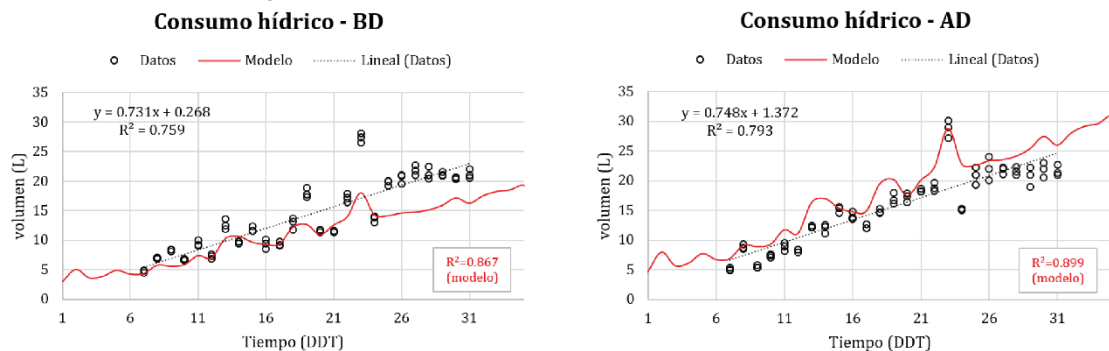 Consumo hídrico - BD
Datos Modelo Lineal (Datos)
35
30
25
20
15
10
5
0
volumen (L)
y = 0.731x + 0.268
R² = 0.759
R²=0.867
(modelo)
1 6 11 16 21 26 31
Tiempo (DDT)
Consumo hídrico - AD
Datos Modelo Lineal (Datos)
35
30
25
20
15
10
5
0
volumen (L)
y = 0.748x + 1.372
R² = 0.793
R²=0.899
(modelo)
1 6 11 16 21 26 31
Tiempo (DDT)